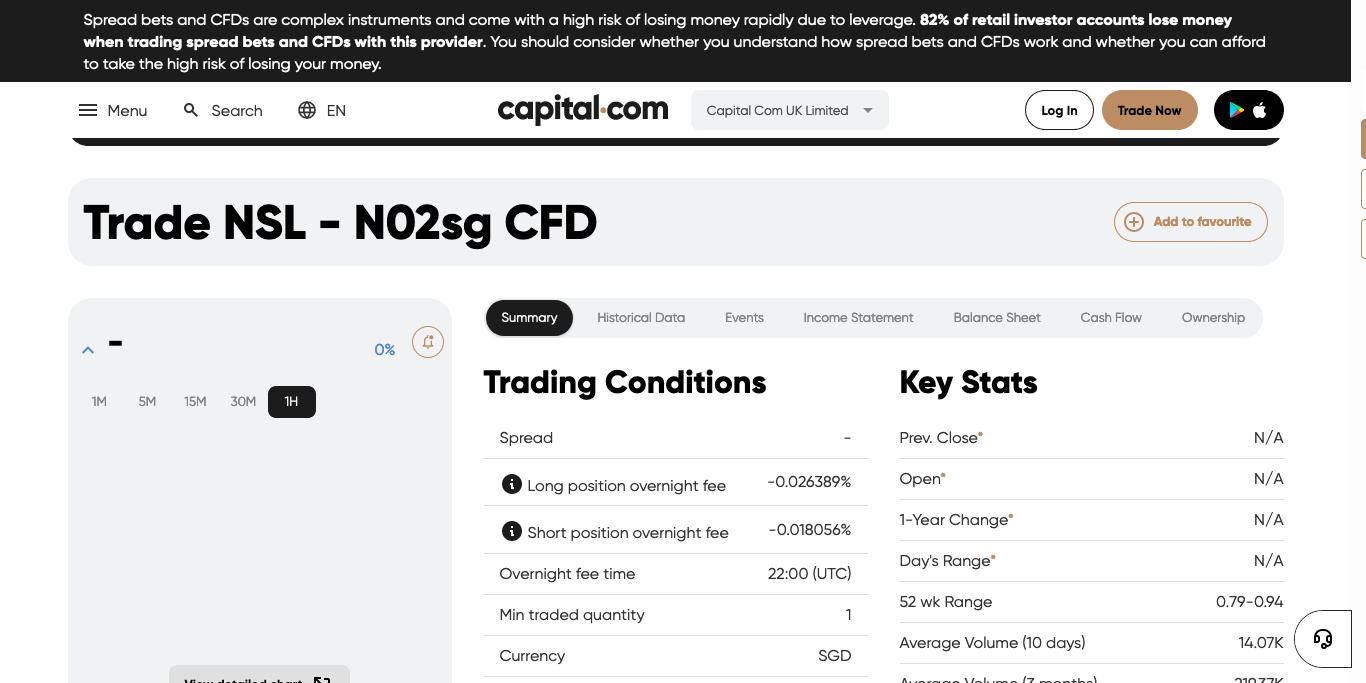 Spread bets and CFDs are complex instruments and come with a high risk of losing money rapidly due to leverage. 82% of retail investor accounts lose money
when trading spread bets and CFDs with this provider. You should consider whether you understand how spread bets and CFDs work and whether you can afford
to take the high risk of losing your money.
Menu Search EN capital.com Capital Com UK Limited Log In Trade Now
Trade NSL - N02sg CFD Add to favourite
- 0%
1M 5M 15M 30M 1H
View detailed chart
Summary Historical Data Events Income Statement Balance Sheet Cash Flow Ownership
Trading Conditions
Spread -
Long position overnight fee -0.026389%
Short position overnight fee -0.018056%
Overnight fee time 22:00 (UTC)
Min traded quantity 1
Currency SGD
Key Stats
Prev. Close* N/A
Open* N/A
1-Year Change* N/A
Day's Range* N/A
52 wk Range 0.79-0.94
Average Volume (10 days) 14.07K
Average Volume (3 months)